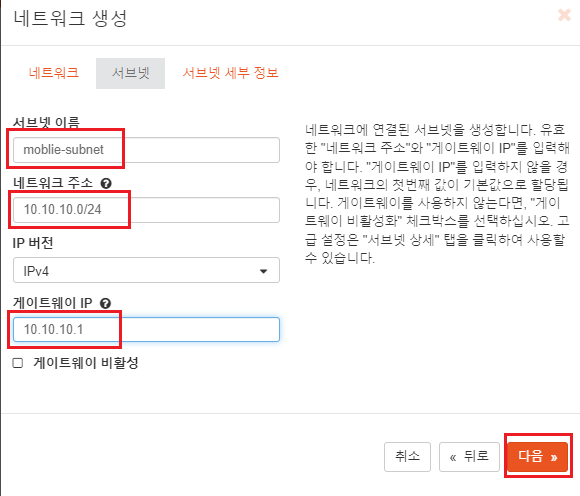 네트워크 생성
×
네트워크 서브넷 서브넷 세부 정보
서브넷 이름
moblie-subnet
네트워크 주소
10.10.10.0/24
IP 버전
IPv4
게이트웨이 IP
10.10.10.1
게이트웨이 비활성
네트워크에 연결된 서브넷을 생성합니다. 유효
한 "네트워크 주소"와 "게이트웨이 IP"를 입력해
야 합니다. "게이트웨이 IP"를 입력하지 않을 경
우, 네트워크의 첫번째 값이 기본값으로 할당됩
니다. 게이트웨이를 사용하지 않는다면, "게이
트웨이 비활성화" 체크박스를 선택하십시오. 고
급 설정은 "서브넷 상세" 탭을 클릭하여 사용할
수 있습니다.
취소 « 뒤로 다음 »